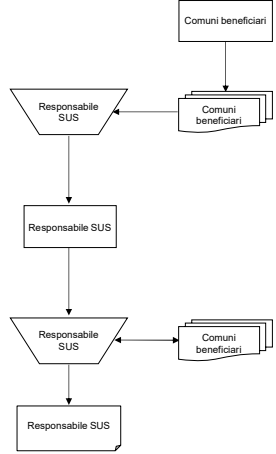 Comuni beneficiari
Responsabile
SUS
Comuni
beneficiari
Responsabile SUS
Responsabile
SUS
Comuni
beneficiari
Responsabile SUS